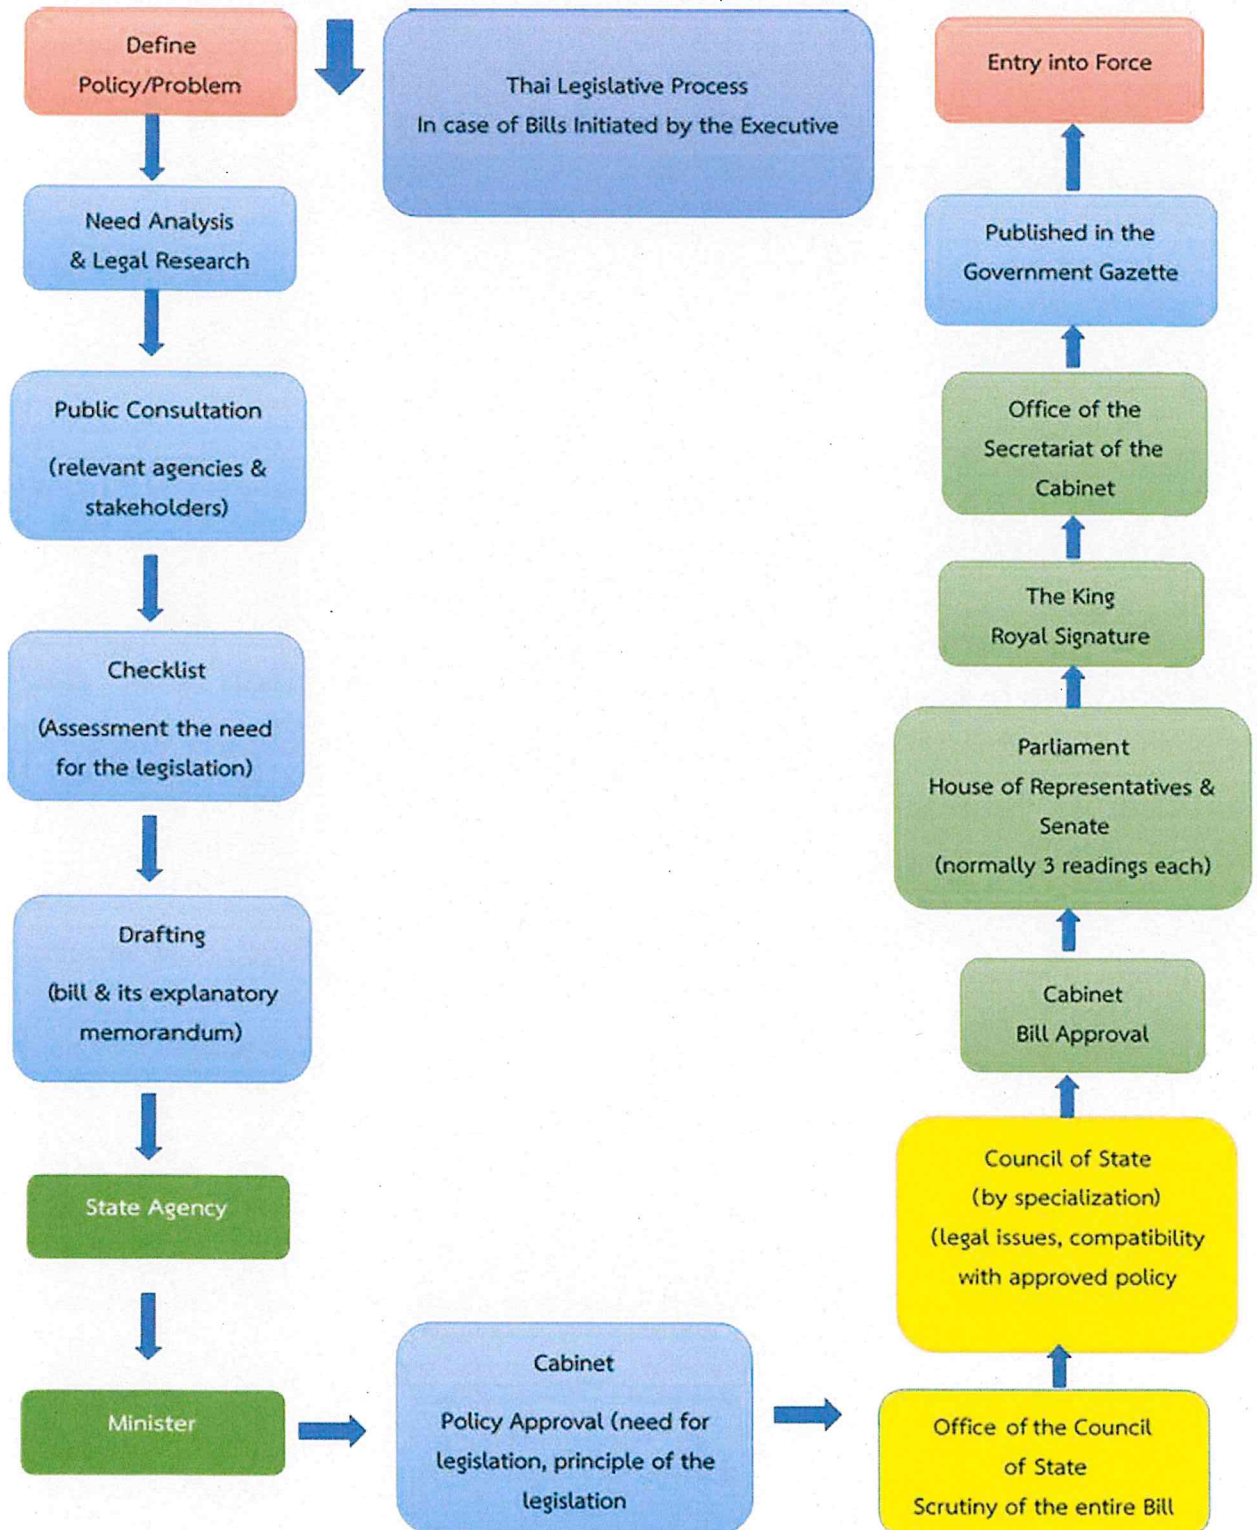 Define
Policy/Problem
Thai Legislative Process
In case of Bills Initiated by the Executive
Need Analysis
& Legal Research
Public Consultation
(relevant agencies &
stakeholders)
Checklist
(Assessment the need
for the legislation)
Drafting
(bill & its explanatory
memorandum)
State Agency
Minister
Cabinet
Policy Approval (need for
legislation, principle of the
legislation
Office of the Council
of State
Scrutiny of the entire Bill
Council of State
(by specialization)
(legal issues, compatibility
with approved policy
Cabinet
Bill Approval
Parliament
House of Representatives &
Senate
(normally 3 readings each)
The King
Royal Signature
Office of the
Secretariat of the
Cabinet
Published in the
Government Gazette
Entry into Force